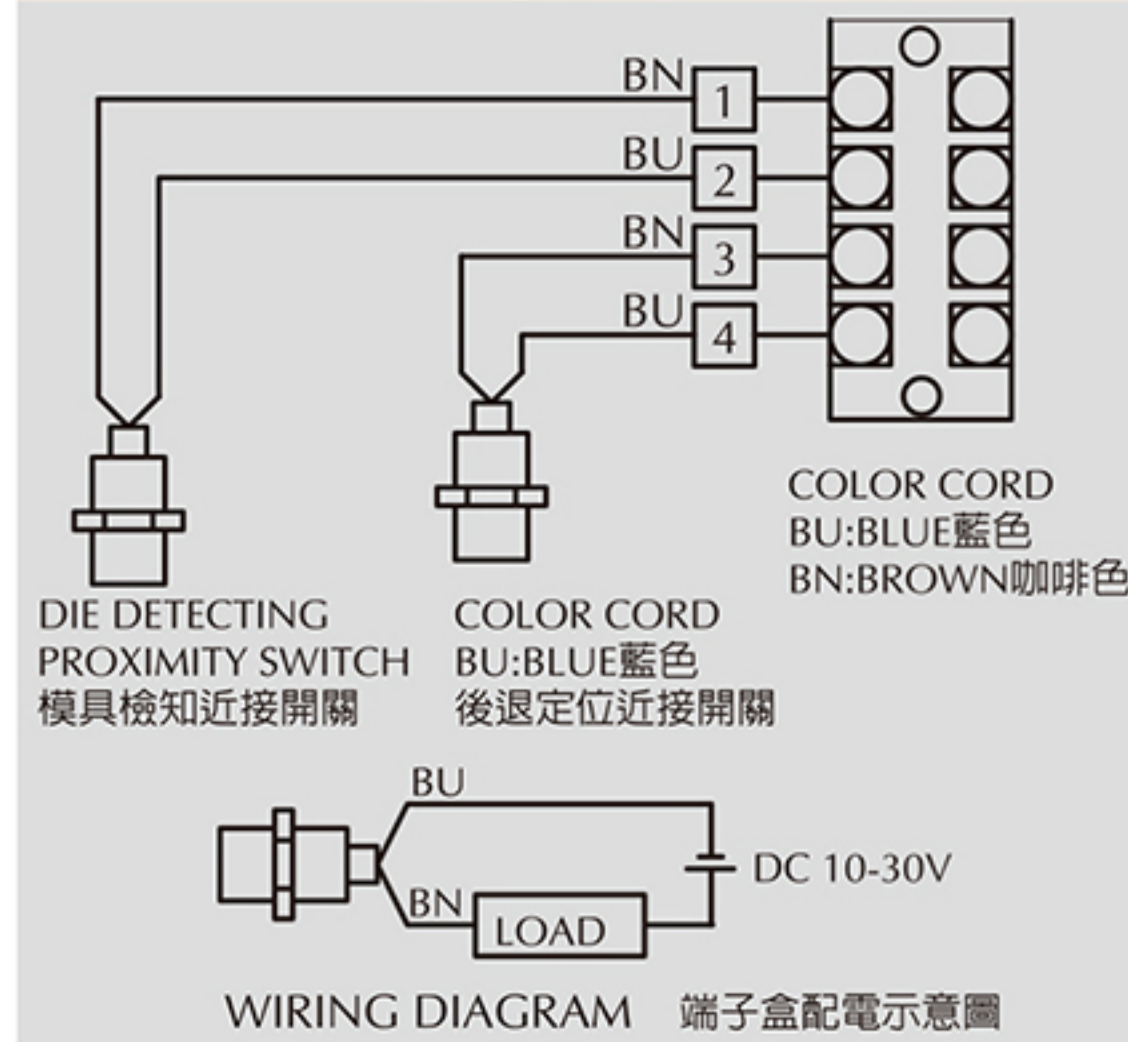 BN
1
BU
2
BN
3
BU
4
COLOR CORD
BU:BLUE藍色
BN:BROWN咖啡色
DIE DETECTING
PROXIMITY SWITCH
模具檢知近接開關
COLOR CORD
BU:BLUE藍色
後退定位近接開關
BU
DC 10-30V
BN
LOAD
WIRING DIAGRAM 端子盒配電示意圖